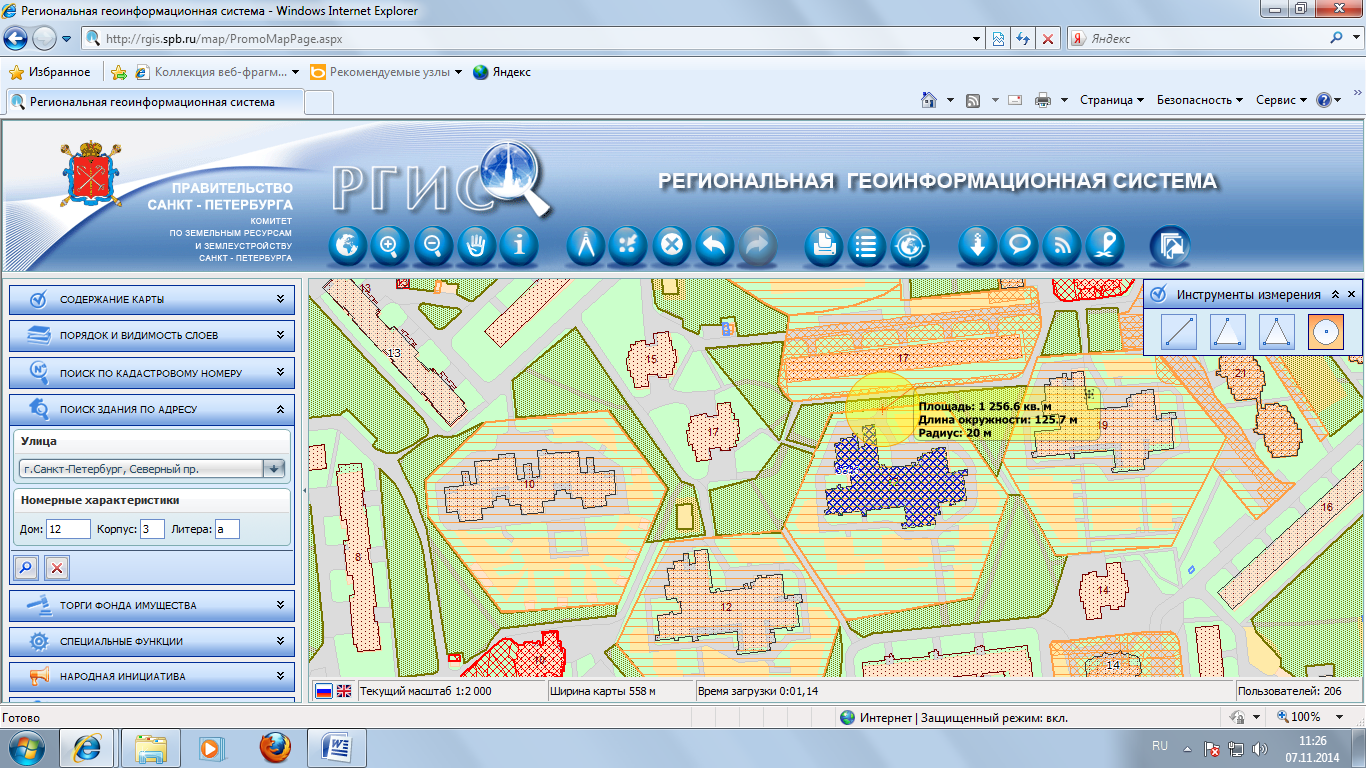 Региональная геоинформационная система - Windows Internet Explorer
http://rgis.spb.ru/map/PromoMapPage.aspx
Яндекс
Избранное
Коллекция веб-фрагм...
Рекомендуемые узлы
Яндекс
Региональная геоинформационная система
Страница
Безопасность
Сервис
ПРАВИТЕЛЬСТВО
САНКТ - ПЕТЕРБУРГА
КОМИТЕТ
ПО ЗЕМЕЛЬНЫМ РЕСУРСАМ
И ЗЕМЛЕУСТРОЙСТВУ
САНКТ - ПЕТЕРБУРГА
РГИС
РЕГИОНАЛЬНАЯ ГЕОИНФОРМАЦИОННАЯ СИСТЕМА
СОДЕРЖАНИЕ КАРТЫ
ПОРЯДОК И ВИДИМОСТЬ СЛОЕВ
ПОИСК ПО КАДАСТРОВОМУ НОМЕРУ
ПОИСК ЗДАНИЯ ПО АДРЕСУ
Улица
г.Санкт-Петербург, Северный пр.
Номерные характеристики
Дом: 12 Корпус: 3 Литера: а
ТОРГИ ФОНДА ИМУЩЕСТВА
СПЕЦИАЛЬНЫЕ ФУНКЦИИ
НАРОДНАЯ ИНИЦИАТИВА
Инструменты измерения
13
13
15
17
17
21
19
Площадь: 1 256.6 кв. м
Длина окружности: 125.7 м
Радиус: 20 м
10
8
16
12
14
10
14
Текущий масштаб 1:2 000
Ширина карты 558 м
Время загрузки 0:01,14
Пользователей: 206
Готово
Интернет | Защищенный режим: вкл.
100%
RU
11:26
07.11.2014